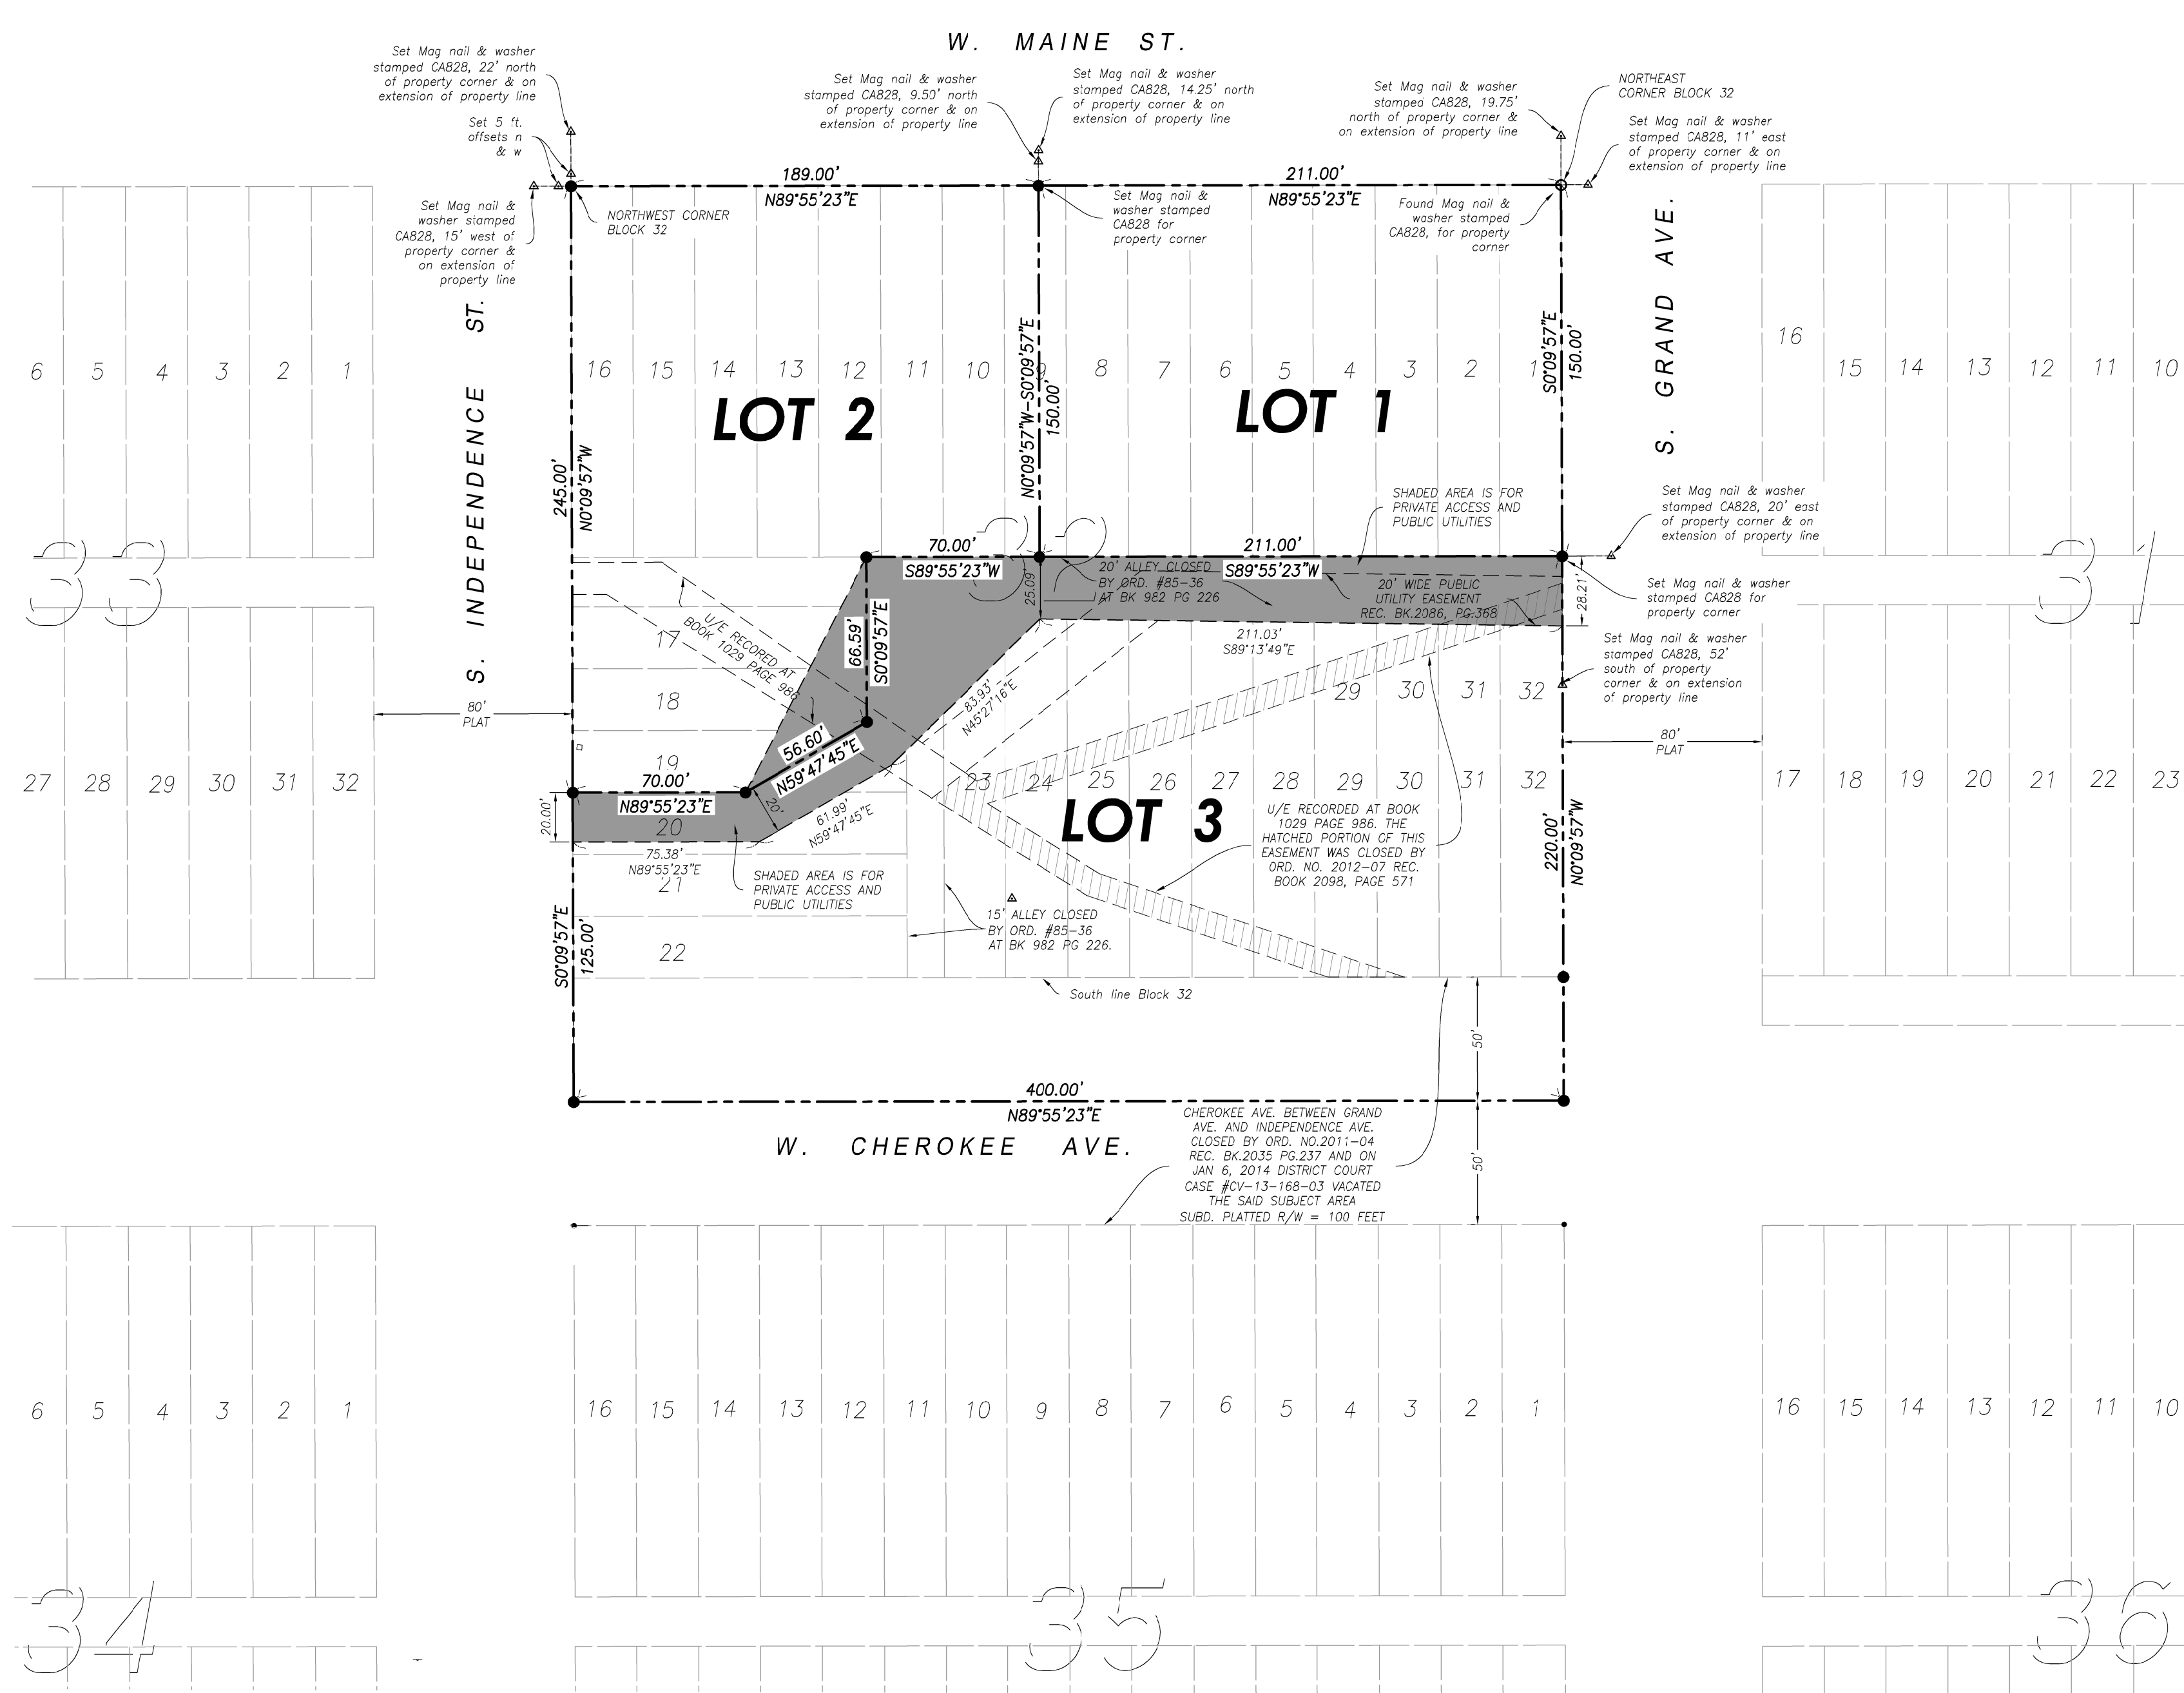 W. MAINE ST.
Set Mag nail & washer
stamped CA828, 22' north
of property corner & on
extension of property line
Set 5 ft.
offsets n
& w
Set Mag nail & washer
stamped CA828, 9.50' north
of property corner & on
extension of property line
Set Mag nail & washer
stamped CA828, 14.25' north
of property corner & on
extension of property line
Set Mag nail & washer
stamped CA828, 19.75'
north of property corner &
on extension of property line
NORTHEAST
CORNER BLOCK 32
Set Mag nail & washer
stamped CA828, 11' east
of property corner & on
extension of property line
189.00'
N89°55'23"E
211.00'
N89°55'23"E
Set Mag nail &
washer stamped
CA828, 15' west of
property corner &
on extension of
property line
NORTHWEST CORNER
BLOCK 32
Set Mag nail &
washer stamped
CA828 for
property corner
Found Mag nail &
washer stamped
CA828, for property
corner
S. INDEPENDENCE ST.
S. GRAND AVE.
245.00'
N0°09'57"W
N0°09'57"W-S0°09'57"E
150.00'
S0°09'57"E
150.00'
6 5 4 3 2 1
16 15 14 13 12 11 10 9 8 7 6 5 4 3 2 1
16
15 14 13 12 11 10
LOT 2
LOT 1
SHADED AREA IS FOR
PRIVATE ACCESS AND
PUBLIC UTILITIES
Set Mag nail & washer
stamped CA828, 20' east
of property corner & on
extension of property line
70.00'
S89°55'23"W
211.00'
S89°55'23"W
33
32
31
25.09'
20' ALLEY CLOSED
BY ORD. #85-36
AT BK 982 PG 226
20' WIDE PUBLIC
UTILITY EASEMENT
REC. BK.2086, PG.368
28.21'
Set Mag nail & washer
stamped CA828 for
property corner
211.03'
S89°13'49"E
Set Mag nail & washer
stamped CA828, 52'
south of property
corner & on extension
of property line
U/E RECORED AT
BOOK 1029 PAGE 986
17
18
19
66.59'
S0°09'57"E
83.93'
N45°27'16"E
29 30 31 32
80'
PLAT
80'
PLAT
56.60'
N59°47'45"E
70.00'
N89°55'23"E
20'
61.99'
N59°47'45"E
27 28 29 30 31 32
23 24 25 26 27 28 29 30 31 32
17 18 19 20 21 22 23
LOT 3
20.00'
20
75.38'
N89°55'23"E
21
22
SHADED AREA IS FOR
PRIVATE ACCESS AND
PUBLIC UTILITIES
U/E RECORDED AT BOOK
1029 PAGE 986. THE
HATCHED PORTION OF THIS
EASEMENT WAS CLOSED BY
ORD. NO. 2012-07 REC.
BOOK 2098, PAGE 571
220.00'
N0°09'57"W
15' ALLEY CLOSED
BY ORD. #85-36
AT BK 982 PG 226.
S0°09'57"E
125.00'
South line Block 32
50'
400.00'
N89°55'23"E
W. CHEROKEE AVE.
CHEROKEE AVE. BETWEEN GRAND
AVE. AND INDEPENDENCE AVE.
CLOSED BY ORD. NO.2011-04
REC. BK.2035 PG.237 AND ON
JAN 6, 2014 DISTRICT COURT
CASE #CV-13-168-03 VACATED
THE SAID SUBJECT AREA
SUBD. PLATTED R/W = 100 FEET
50'
6 5 4 3 2 1
16 15 14 13 12 11 10 9 8 7 6 5 4 3 2 1
16 15 14 13 12 11 10
34
35
36